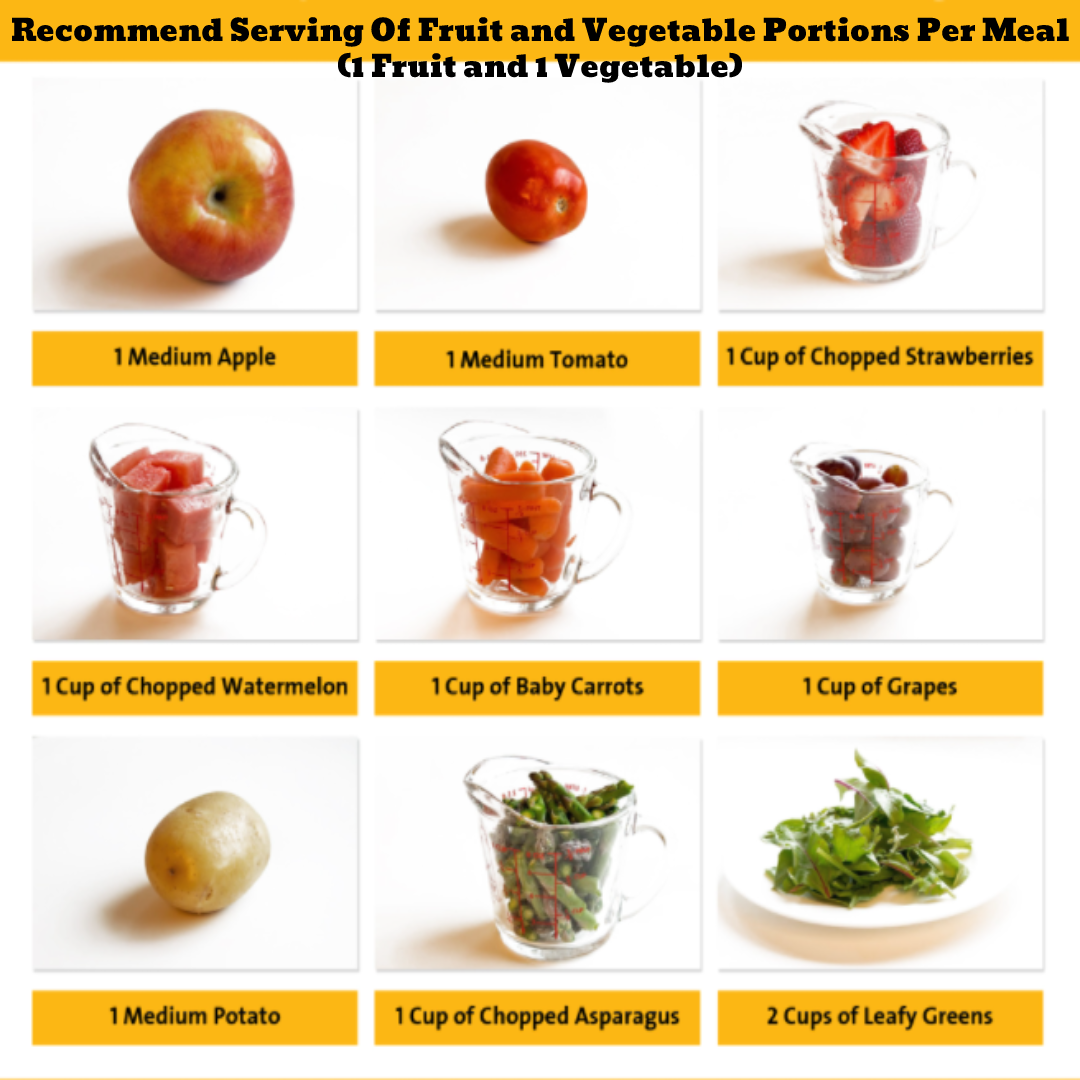 Recommend Serving Of Fruit and Vegetable Portions Per Meal
(1 Fruit and 1 Vegetable)
1 Medium Apple
1 Medium Tomato
1 Cup of Chopped Strawberries
1 Cup of Chopped Watermelon
1 Cup of Baby Carrots
1 Cup of Grapes
1 Medium Potato
1 Cup of Chopped Asparagus
2 Cups of Leafy Greens